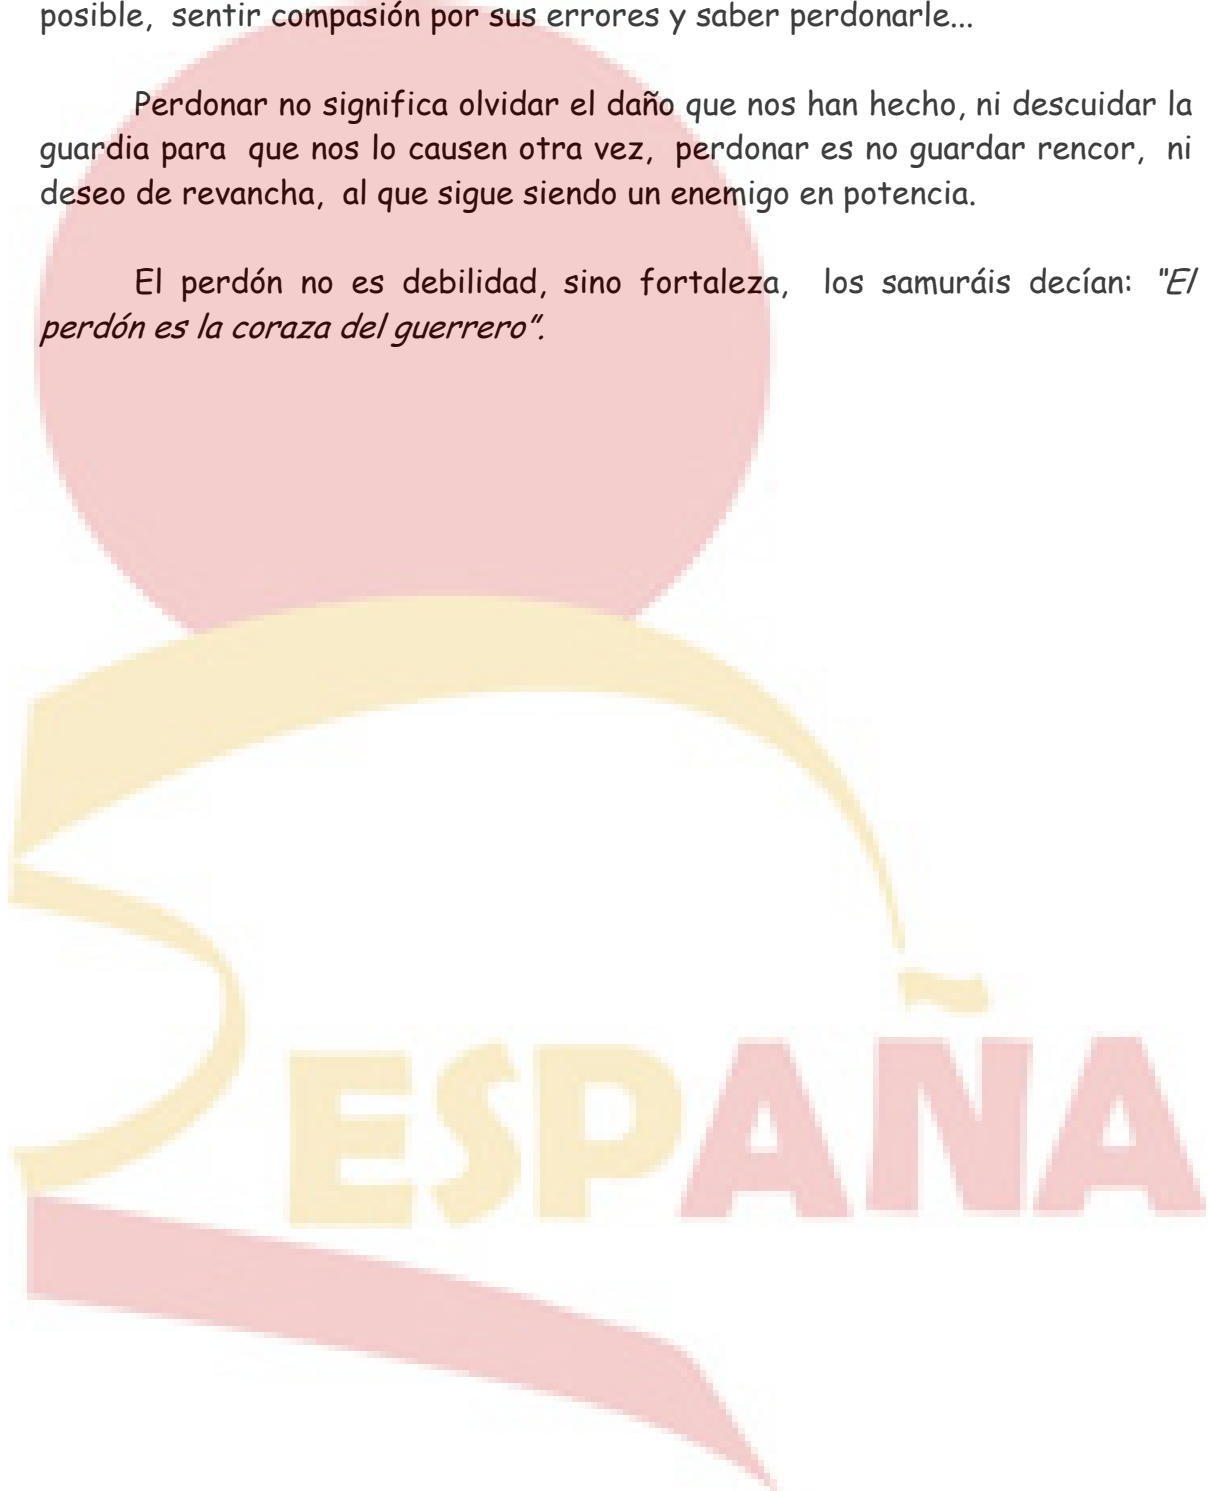 posible, sentir compasión por sus errores y saber perdonarle...
Perdonar no significa olvidar el daño que nos han hecho, ni descuidar la
guardia para que nos lo causen otra vez, perdonar es no guardar rencor, ni
deseo de revancha, al que sigue siendo un enemigo en potencia.
El perdón no es debilidad, sino fortaleza, los samuráis decían: "El
perdón es la coraza del guerrero".
ESPAÑA